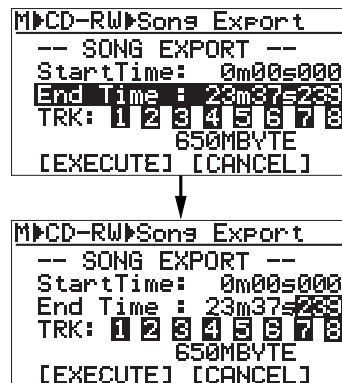 M▶CD-RW▶Song Export
-- SONG EXPORT --
StartTime: 0m00s000
End Time : 23m37s239
TRK: 1 2 3 4 5 6 7 8
650MBYTE
[EXECUTE] [CANCEL]
M▶CD-RW▶Song Export
-- SONG EXPORT --
StartTime: 0m00s000
End Time : 23m37s239
TRK: 1 2 3 4 5 6 7 8
650MBYTE
[EXECUTE] [CANCEL]